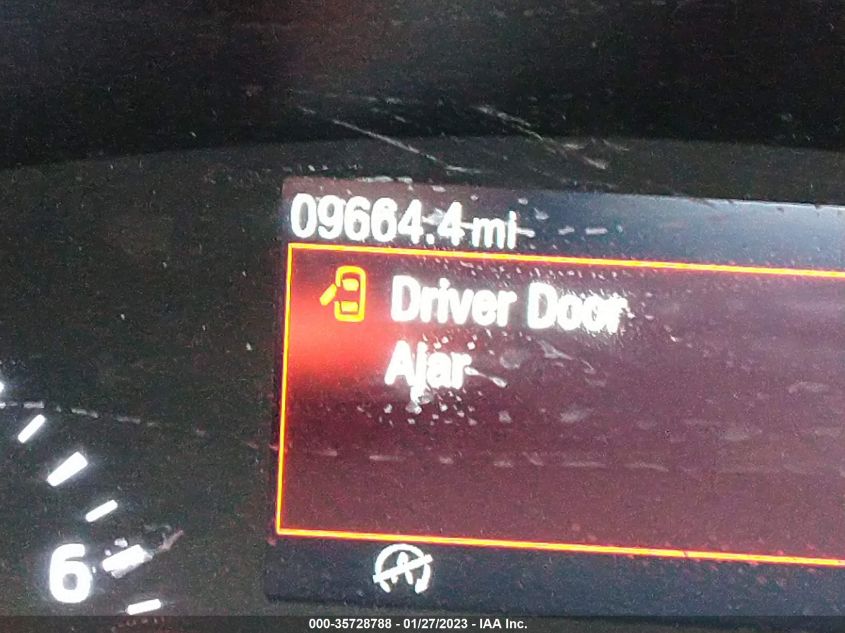 09664.4 mi
Driver Door
Ajar
6
A
000-35728788 - 01/27/2023 - IAA Inc.